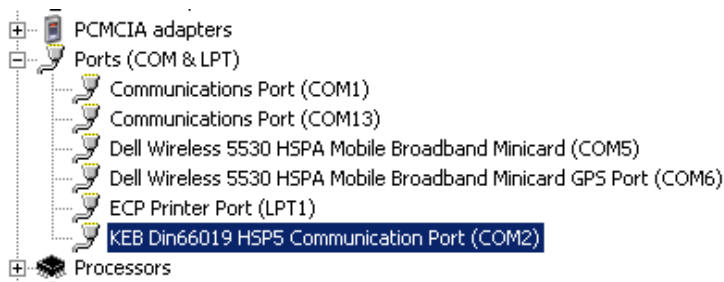 PCMCIA adapters
Ports (COM & LPT)
Communications Port (COM1)
Communications Port (COM13)
Dell Wireless 5530 HSPA Mobile Broadband Minicard (COM5)
Dell Wireless 5530 HSPA Mobile Broadband Minicard GPS Port (COM6)
ECP Printer Port (LPT1)
KEB Din66019 HSP5 Communication Port (COM2)
Processors